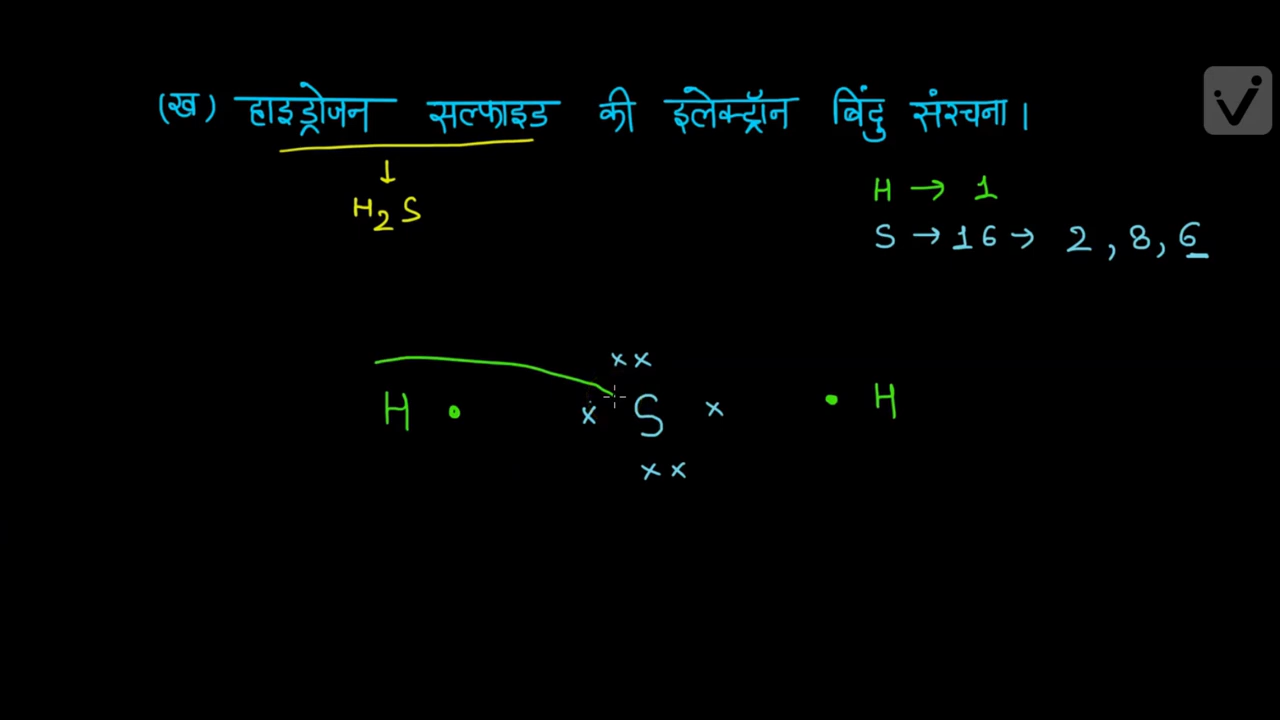 (ख) हाइड्रोजन सल्फाइड की इलेक्ट्रॉन बिंदु संरचना।
H₂S
H → 1
S → 16 → 2, 8, 6
x x
H • x S x • H
x x